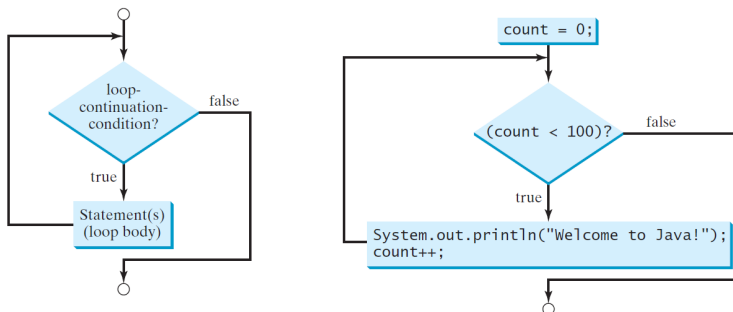 loop-
continuation-
condition?
false
true
Statement(s)
(loop body)
count = 0;
(count < 100)?
false
true
System.out.println("Welcome to Java!");
count++;